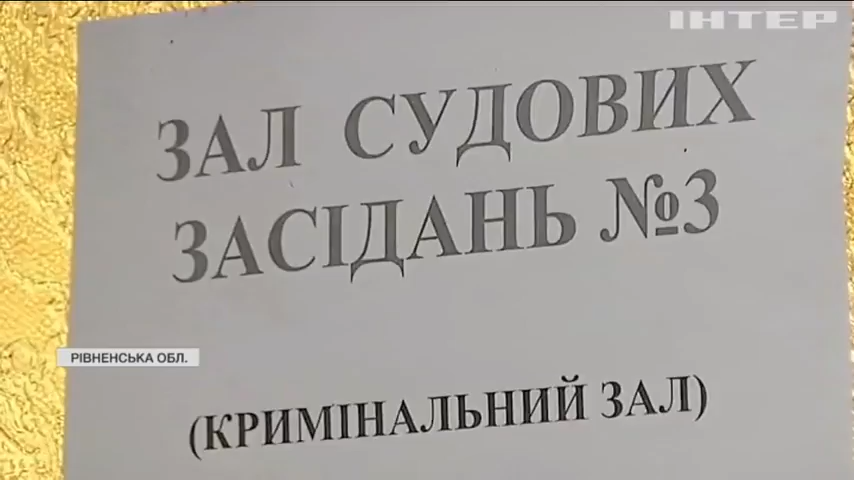 ІНТЕР
ЗАЛ СУДОВИХ
ЗАСІДАНЬ №3
РІВНЕНСЬКА ОБЛ.
(КРИМІНАЛЬНИЙ ЗАЛ)